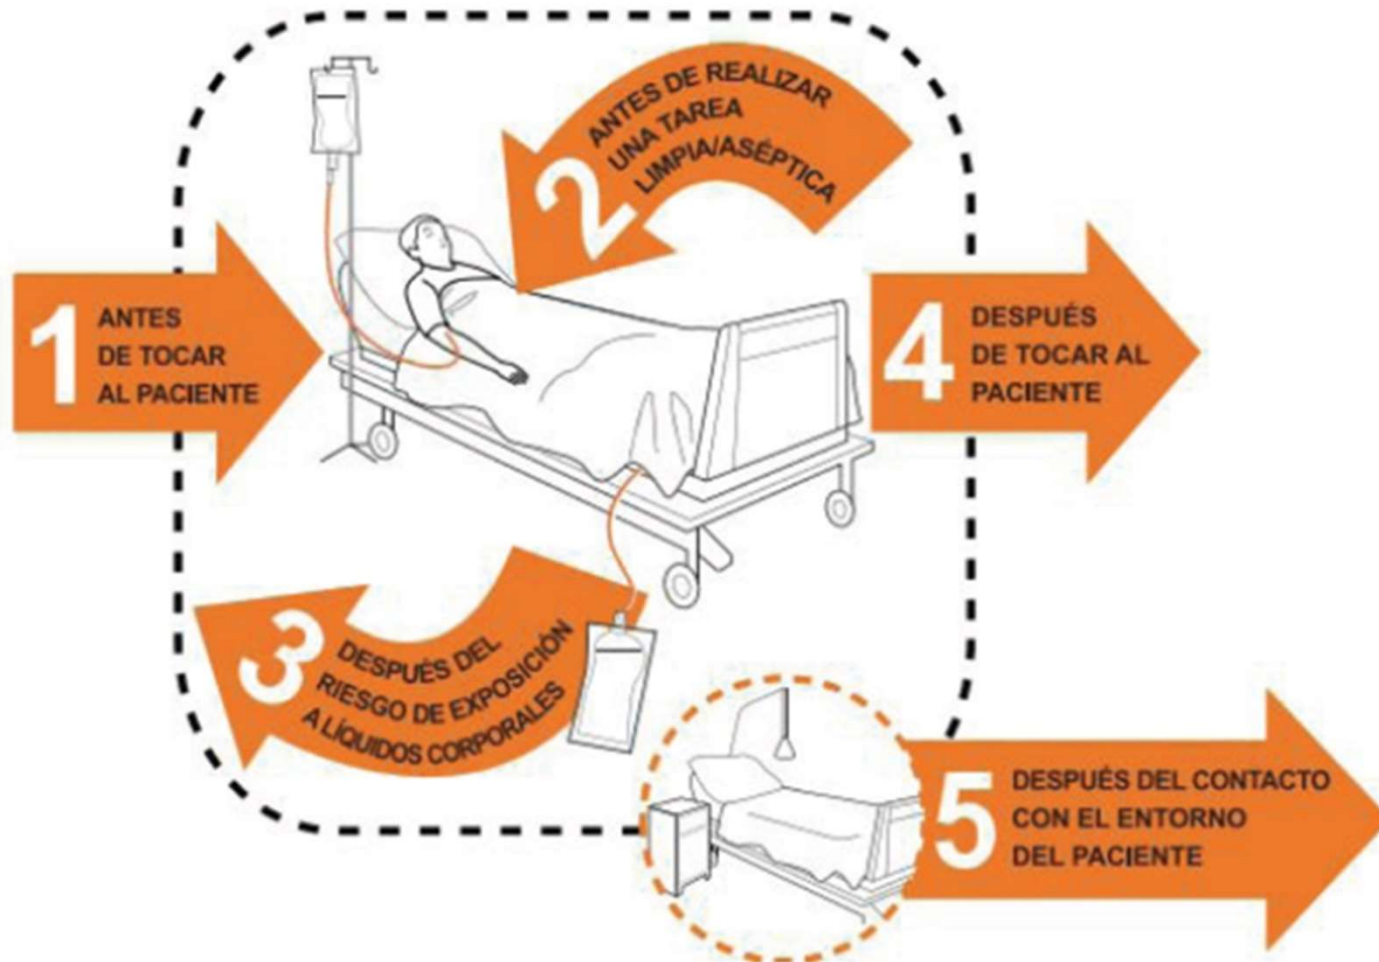 1
ANTES
DE TOCAR
AL PACIENTE
2
ANTES DE REALIZAR
UNA TAREA
LIMPIA/ASÉPTICA
3
DESPUÉS DEL
RIESGO DE EXPOSICIÓN
A LÍQUIDOS CORPORALES
4
DESPUÉS
DE TOCAR AL
PACIENTE
5
DESPUÉS DEL CONTACTO
CON EL ENTORNO
DEL PACIENTE